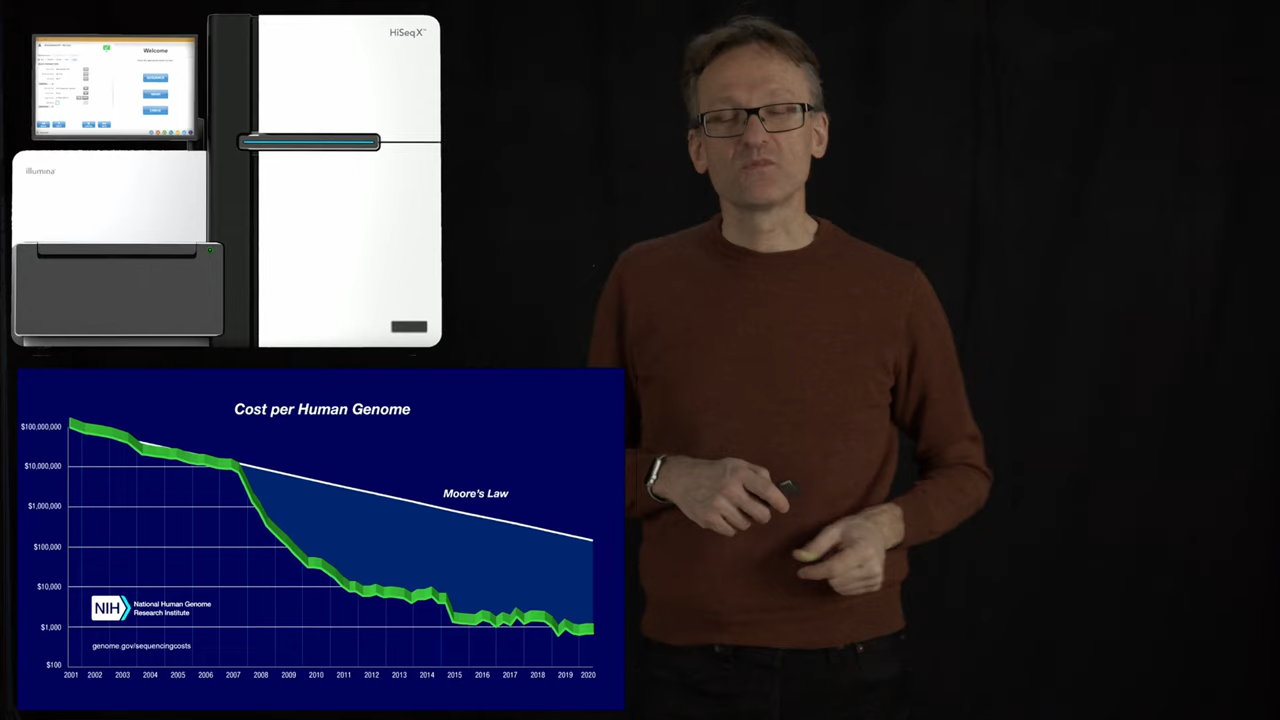 HiSeqX™
Welcome
illumina
Cost per Human Genome
$100,000,000
$10,000,000
$1,000,000
$100,000
$10,000
$1,000
$100
Moore's Law
NIH
National Human Genome
Research Institute
genome.gov/sequencingcosts
2001 2002 2003 2004 2005 2006 2007 2008 2009 2010 2011 2012 2013 2014 2015 2016 2017 2018 2019 2020